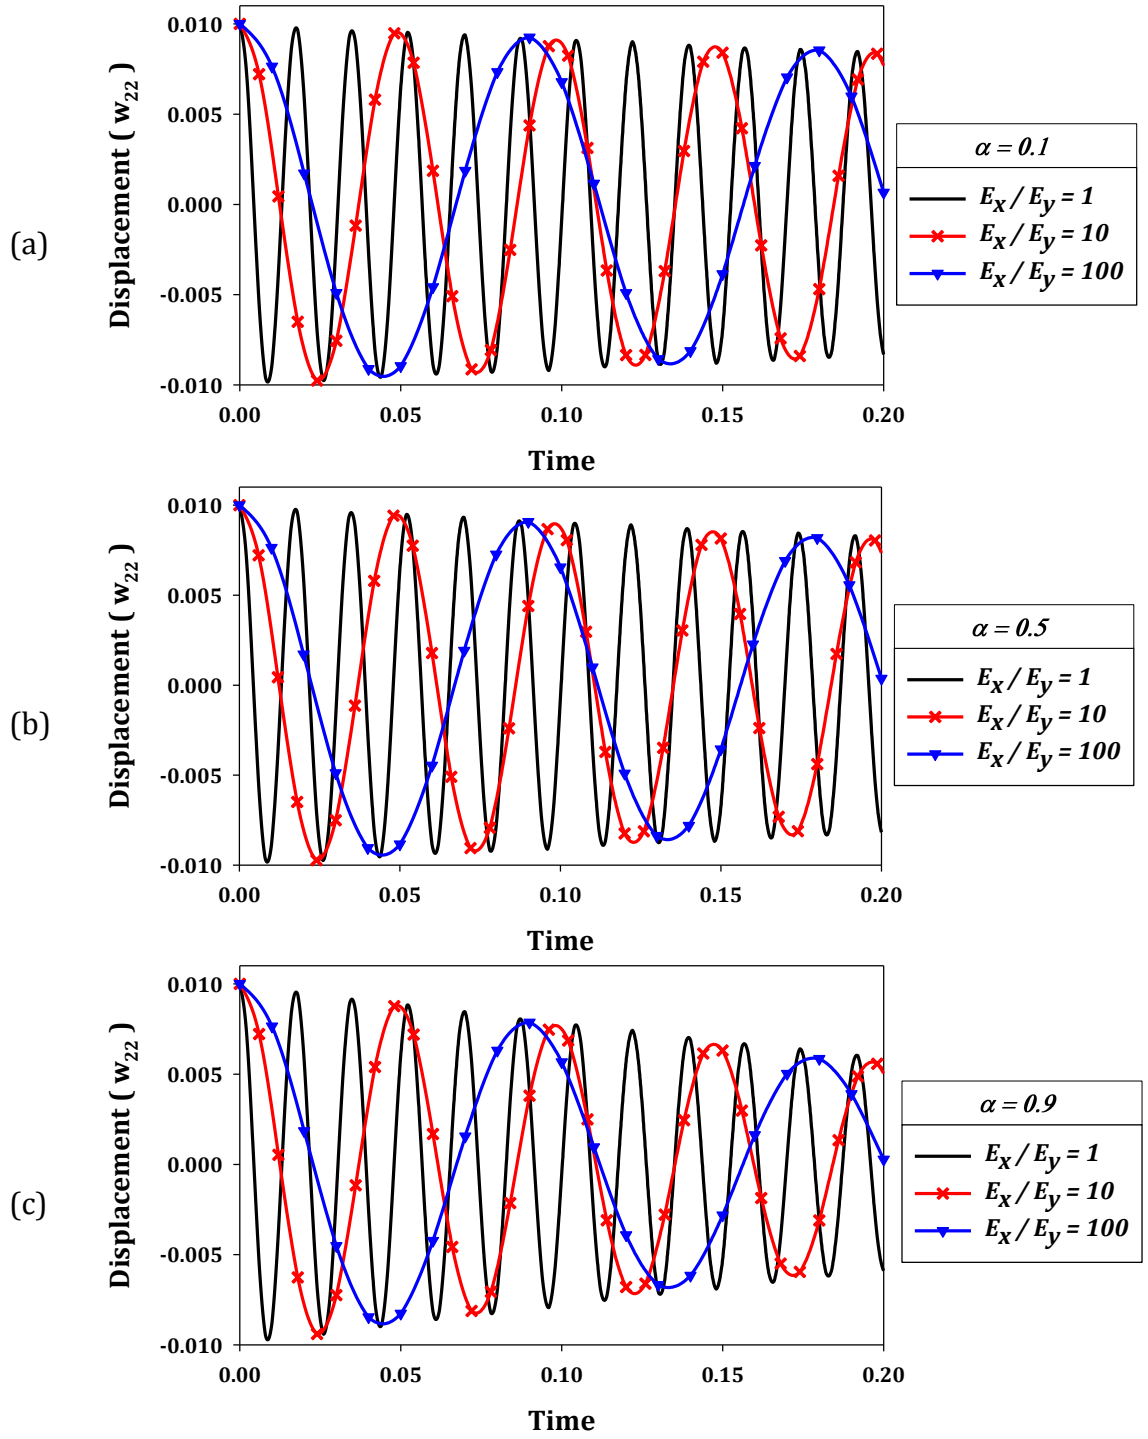 (a)
Displacement ( w22 )
0.010
0.005
0.000
-0.005
-0.010
0.00 0.05 0.10 0.15 0.20
Time
α = 0.1
Ex / Ey = 1
Ex / Ey = 10
Ex / Ey = 100
(b)
Displacement ( w22 )
0.010
0.005
0.000
-0.005
-0.010
0.00 0.05 0.10 0.15 0.20
Time
α = 0.5
Ex / Ey = 1
Ex / Ey = 10
Ex / Ey = 100
(c)
Displacement ( w22 )
0.010
0.005
0.000
-0.005
-0.010
0.00 0.05 0.10 0.15 0.20
Time
α = 0.9
Ex / Ey = 1
Ex / Ey = 10
Ex / Ey = 100